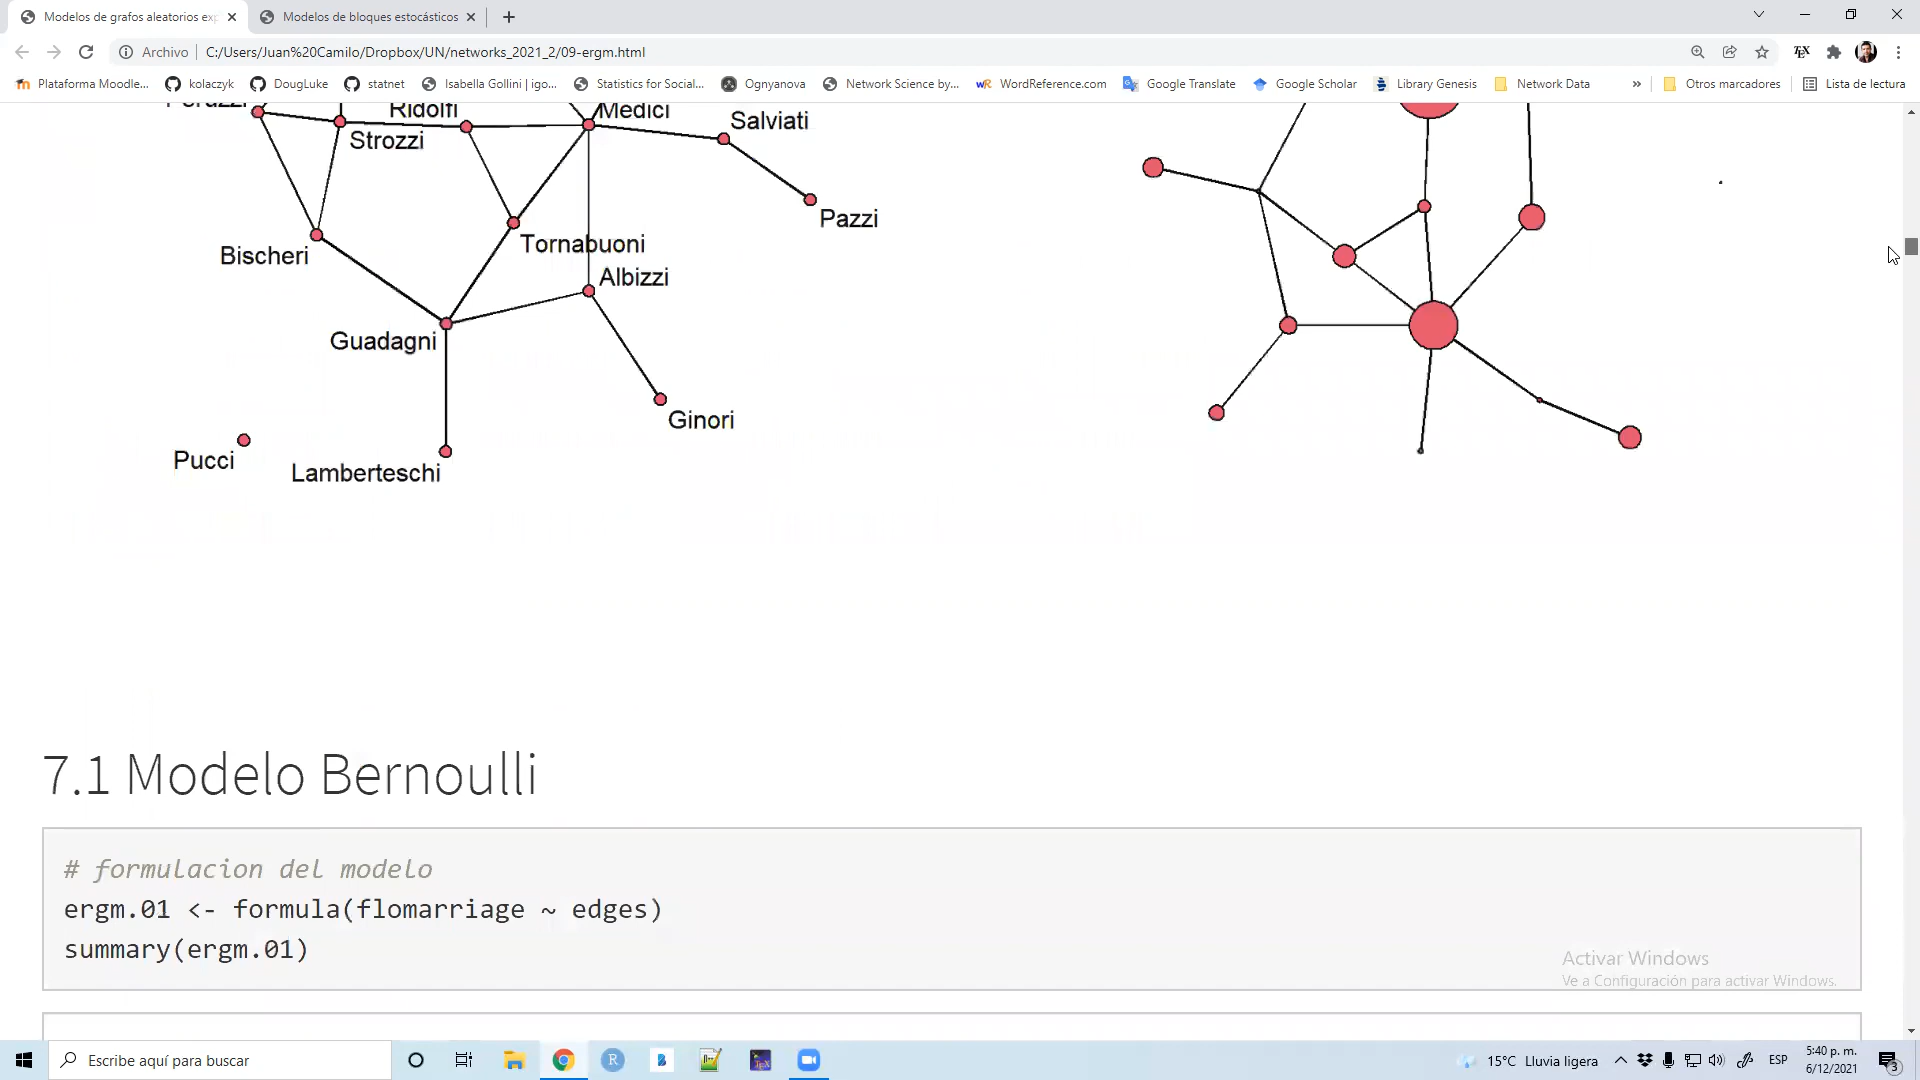 Modelos de grafos aleatorios exp
Modelos de bloques estocásticos
Archivo
C:/Users/Juan%20Camilo/Dropbox/UN/networks_2021_2/09-ergm.html
Plataforma Moodle...
kolaczyk
DougLuke
statnet
Isabella Gollini | igo...
Statistics for Social...
Ognyanova
Network Science by...
WR WordReference.com
Google Translate
Google Scholar
Library Genesis
Network Data
»
Otros marcadores
Lista de lectura
Peruzzi
Ridolfi
Medici
Salviati
Strozzi
Pazzi
Bischeri
Tornabuoni
Albizzi
Guadagni
Ginori
Pucci
Lamberteschi
7.1 Modelo Bernoulli
# formulacion del modelo
ergm.01 <- formula(flomarriage ~ edges)
summary(ergm.01)
Activar Windows
Ve a Configuración para activar Windows.
Escribe aquí para buscar
15°C Lluvia ligera
ESP
5:40 p. m.
6/12/2021
3